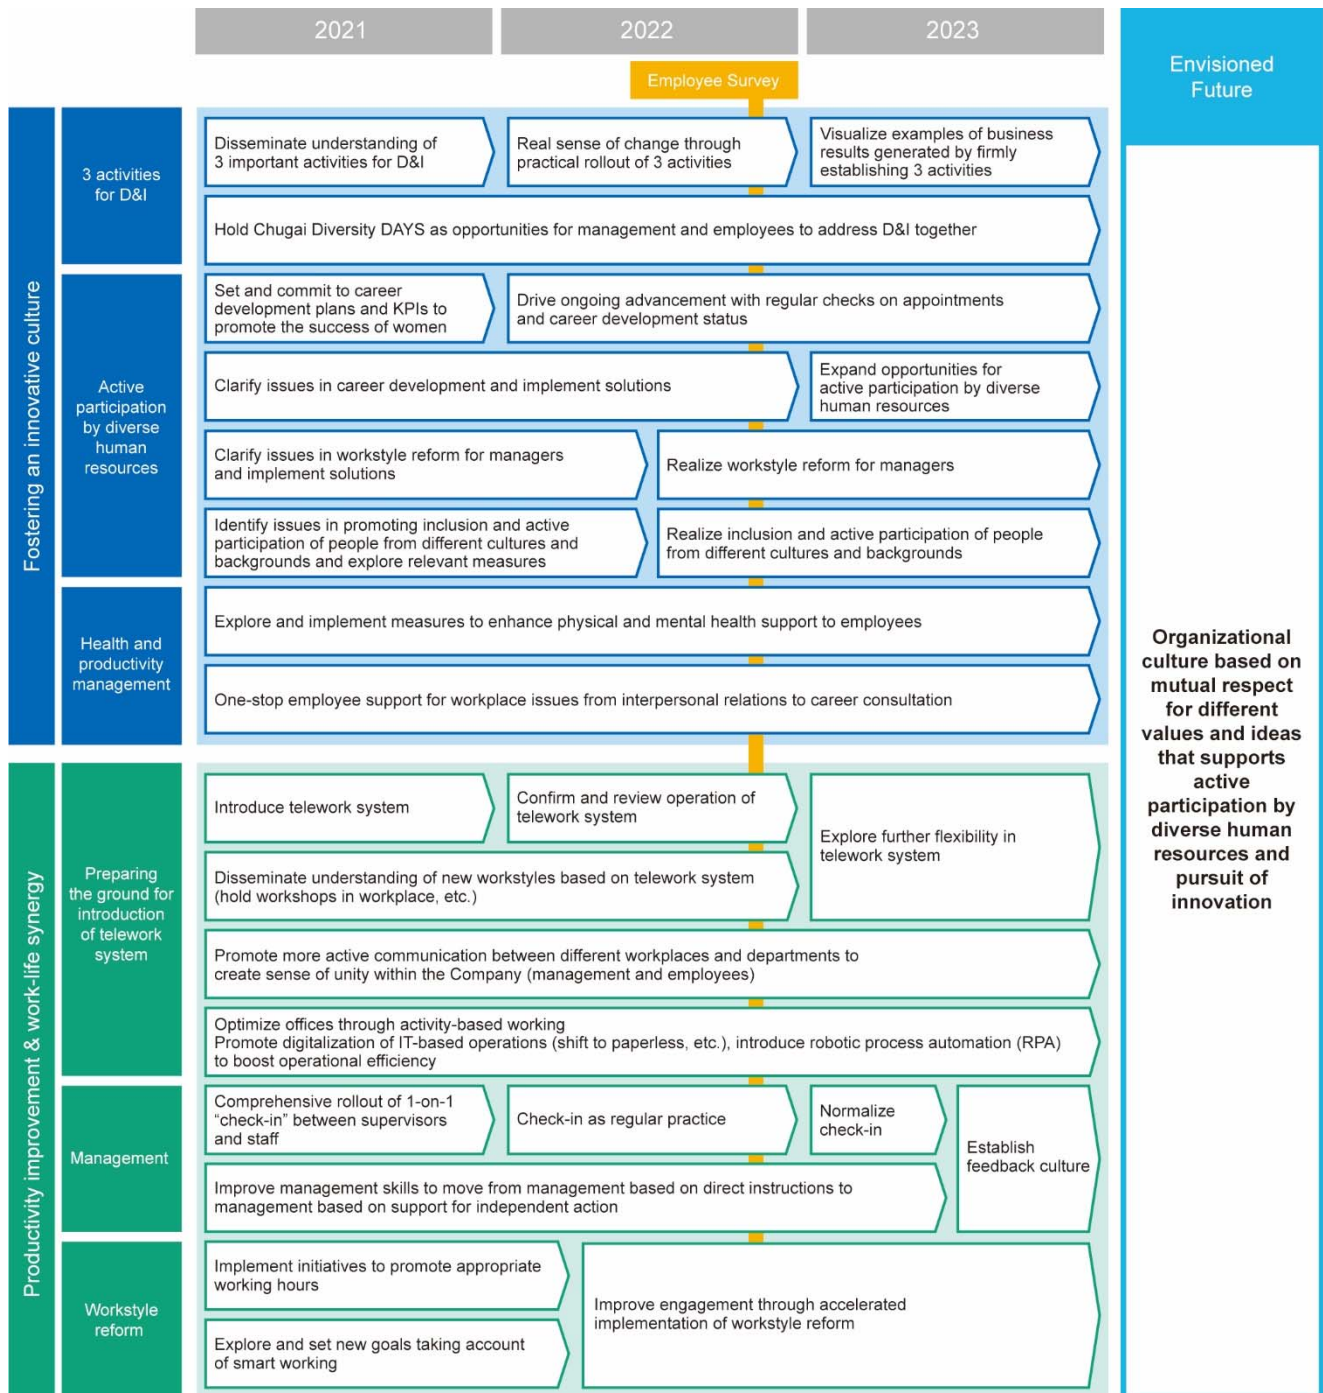 2021
2022
2023
Envisioned
Future
Employee Survey
Fostering an innovative culture
3 activities
for D&I
Disseminate understanding of
3 important activities for D&I
Real sense of change through
practical rollout of 3 activities
Visualize examples of business
results generated by firmly
establishing 3 activities
Hold Chugai Diversity DAYS as opportunities for management and employees to address D&I together
Active
participation
by diverse
human
resources
Set and commit to career
development plans and KPIs to
promote the success of women
Drive ongoing advancement with regular checks on appointments
and career development status
Clarify issues in career development and implement solutions
Expand opportunities for
active participation by diverse
human resources
Clarify issues in workstyle reform for managers
and implement solutions
Realize workstyle reform for managers
Identify issues in promoting inclusion and active
participation of people from different cultures and
backgrounds and explore relevant measures
Realize inclusion and active participation of people
from different cultures and backgrounds
Health and
productivity
management
Explore and implement measures to enhance physical and mental health support to employees
One-stop employee support for workplace issues from interpersonal relations to career consultation
Productivity improvement & work-life synergy
Preparing
the ground for
introduction
of telework
system
Introduce telework system
Confirm and review operation of
telework system
Explore further flexibility in
telework system
Disseminate understanding of new workstyles based on telework system
(hold workshops in workplace, etc.)
Promote more active communication between different workplaces and departments to
create sense of unity within the Company (management and employees)
Optimize offices through activity-based working
Promote digitalization of IT-based operations (shift to paperless, etc.), introduce robotic process automation (RPA)
to boost operational efficiency
Management
Comprehensive rollout of 1-on-1
“check-in” between supervisors
and staff
Check-in as regular practice
Normalize
check-in
Establish
feedback culture
Improve management skills to move from management based on direct instructions to
management based on support for independent action
Workstyle
reform
Implement initiatives to promote appropriate
working hours
Improve engagement through accelerated
implementation of workstyle reform
Explore and set new goals taking account
of smart working
Organizational
culture based on
mutual respect
for different
values and ideas
that supports
active
participation by
diverse human
resources and
pursuit of
innovation